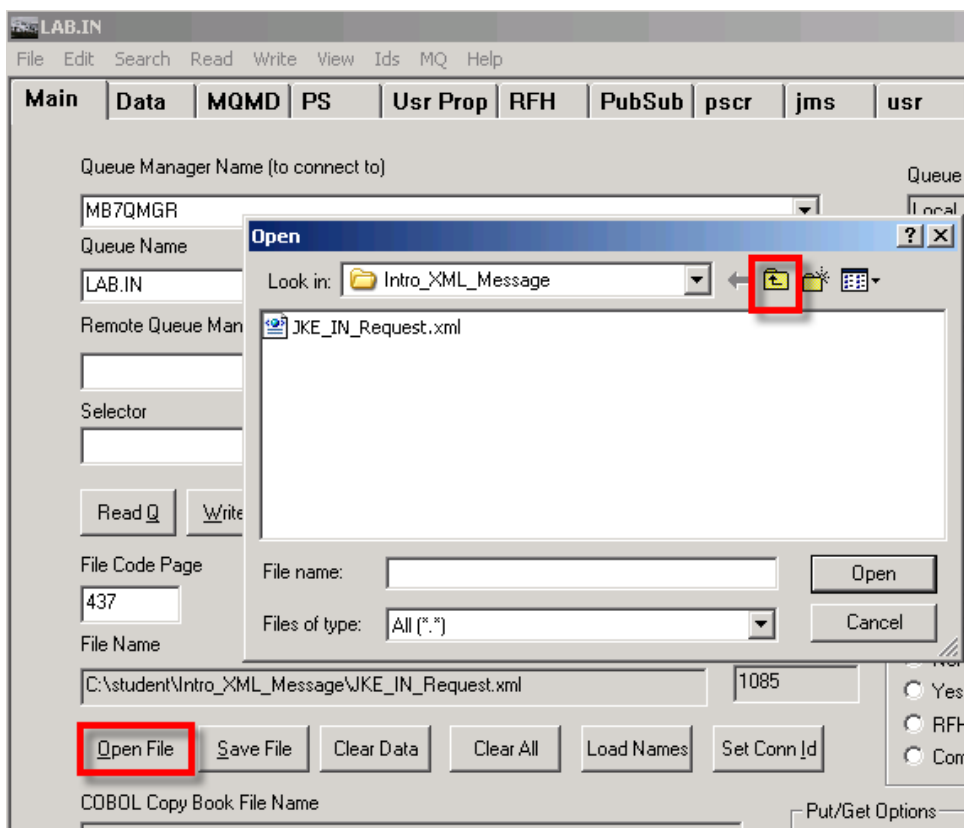 LAB.IN
File Edit Search Read Write View Ids MQ Help
Main Data MQMD PS Usr Prop RFH PubSub pscr jms usr
Queue Manager Name (to connect to)
Queue
MB7QMGR
Local
Queue Name
LAB.IN
Remote Queue Man
Selector
Read Q Write
File Code Page
437
File Name
C:\student\Intro_XML_Message\JKE_IN_Request.xml
1085
Yes
RFH
Com
Open File Save File Clear Data Clear All Load Names Set Conn Id
COBOL Copy Book File Name
Put/Get Options
Open
Look in: Intro_XML_Message
JKE_IN_Request.xml
File name:
Open
Files of type: All (*.*)
Cancel